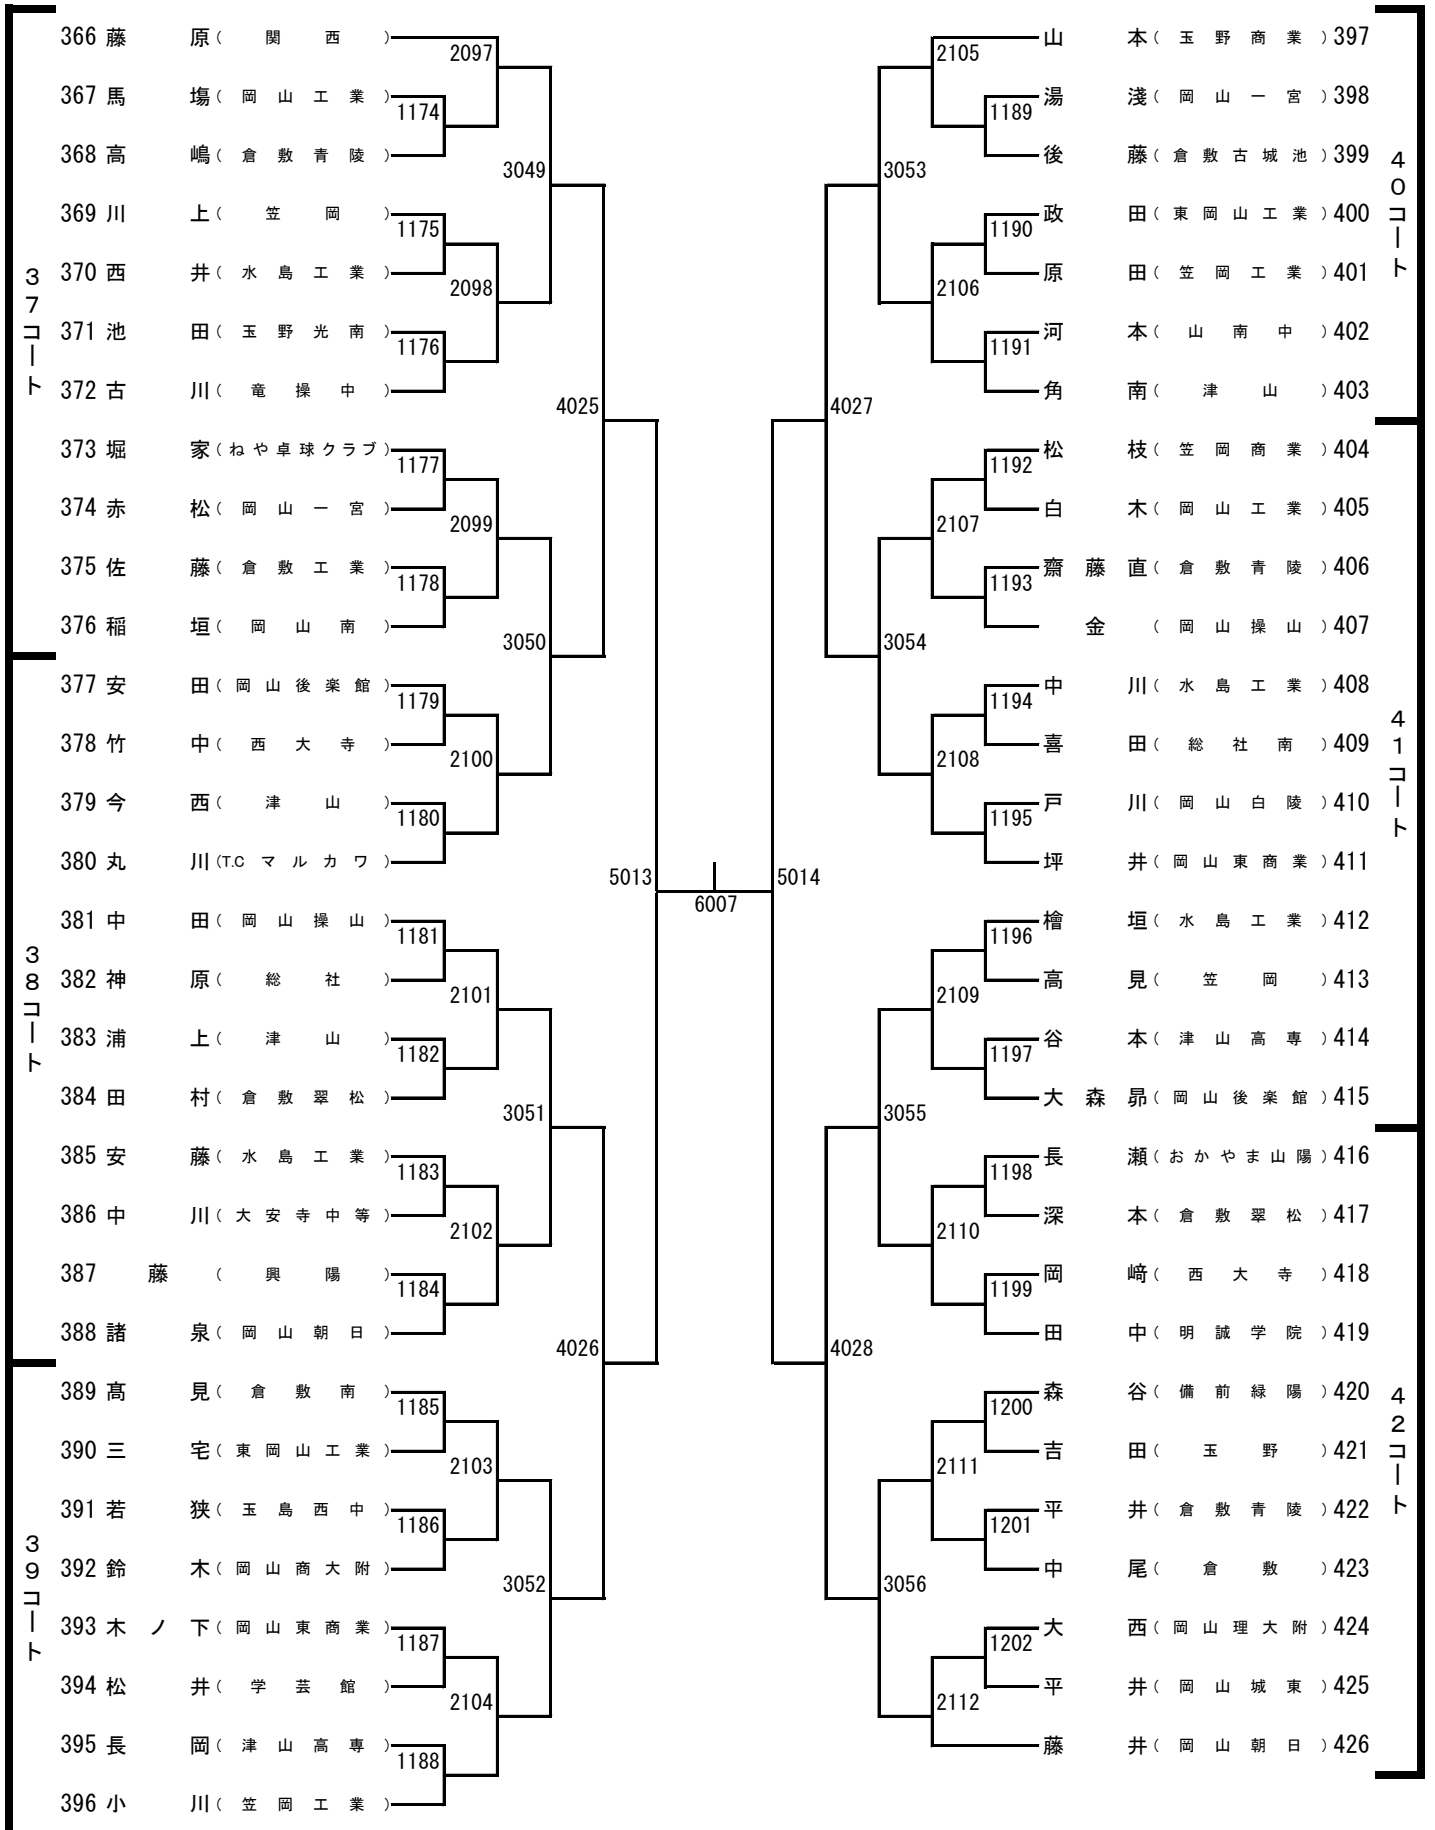 37コート
366 藤原（関西）
367 馬塲（岡山工業）
368 高嶋（倉敷青陵）
369 川上（笠岡）
370 西井（水島工業）
371 池田（玉野光南）
372 古川（竜操中）
373 堀家（ねや卓球クラブ）
374 赤松（岡山一宮）
375 佐藤（倉敷工業）
376 稲垣（岡山南）
38コート
377 安田（岡山後楽館）
378 竹中（西大寺）
379 今西（津山）
380 丸川（T.C マルカワ）
381 中田（岡山操山）
382 神原（総社）
383 浦上（津山）
384 田村（倉敷翠松）
385 安藤（水島工業）
386 中川（大安寺中等）
387 藤（興陽）
388 諸泉（岡山朝日）
39コート
389 髙見（倉敷南）
390 三宅（東岡山工業）
391 若狭（玉島西中）
392 鈴木（岡山商大附）
393 木ノ下（岡山東商業）
394 松井（学芸館）
395 長岡（津山高専）
396 小川（笠岡工業）
1174
1175
1176
1177
1178
1179
1180
1181
1182
1183
1184
1185
1186
1187
1188
2097
2098
2099
2100
2101
2102
2103
2104
3049
3050
3051
3052
4025
4026
5013
6007
5014
4027
4028
3053
3054
3055
3056
2105
2106
2107
2108
2109
2110
2111
2112
1189
1190
1191
1192
1193
1194
1195
1196
1197
1198
1199
1200
1201
1202
40コート
山本（玉野商業）397
湯淺（岡山一宮）398
後藤（倉敷古城池）399
政田（東岡山工業）400
原田（笠岡工業）401
河本（山南中）402
角南（津山）403
41コート
松枝（笠岡商業）404
白木（岡山工業）405
齋藤直（倉敷青陵）406
金（岡山操山）407
中川（水島工業）408
喜田（総社南）409
戸川（岡山白陵）410
坪井（岡山東商業）411
檜垣（水島工業）412
高見（笠岡）413
谷本（津山高専）414
大森昴（岡山後楽館）415
42コート
長瀬（おかやま山陽）416
深本（倉敷翠松）417
岡﨑（西大寺）418
田中（明誠学院）419
森谷（備前緑陽）420
吉田（玉野）421
平井（倉敷青陵）422
中尾（倉敷）423
大西（岡山理大附）424
平井（岡山城東）425
藤井（岡山朝日）426